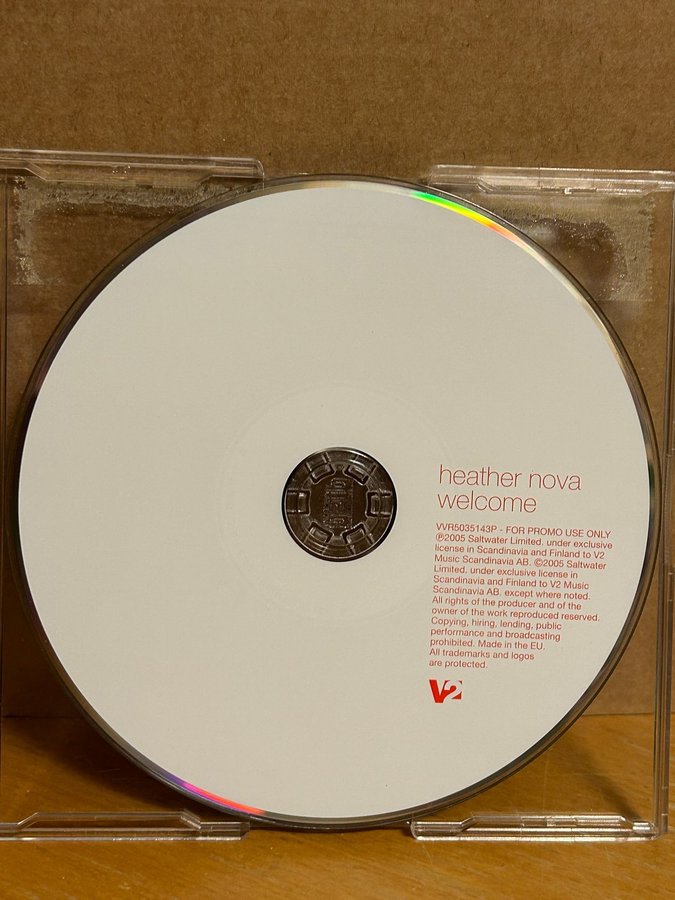 heather nova
welcome
VVR5035143P - FOR PROMO USE ONLY
℗2005 Saltwater Limited. under exclusive
license in Scandinavia and Finland to V2
Music Scandinavia AB. ©2005 Saltwater
Limited. under exclusive license in
Scandinavia and Finland to V2 Music
Scandinavia AB. except where noted.
All rights of the producer and of the
owner of the work reproduced reserved.
Copying, hiring, lending, public
performance and broadcasting
prohibited. Made in the EU.
All trademarks and logos
are protected.
V2